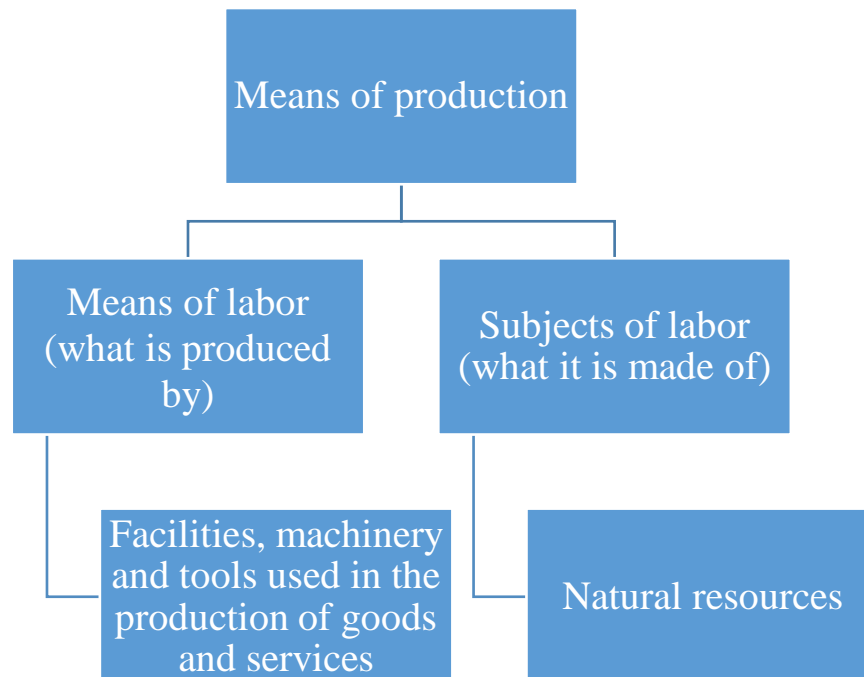 Means of production
Means of labor
(what is produced
by)
Subjects of labor
(what it is made of)
Facilities, machinery
and tools used in the
production of goods
and services
Natural resources